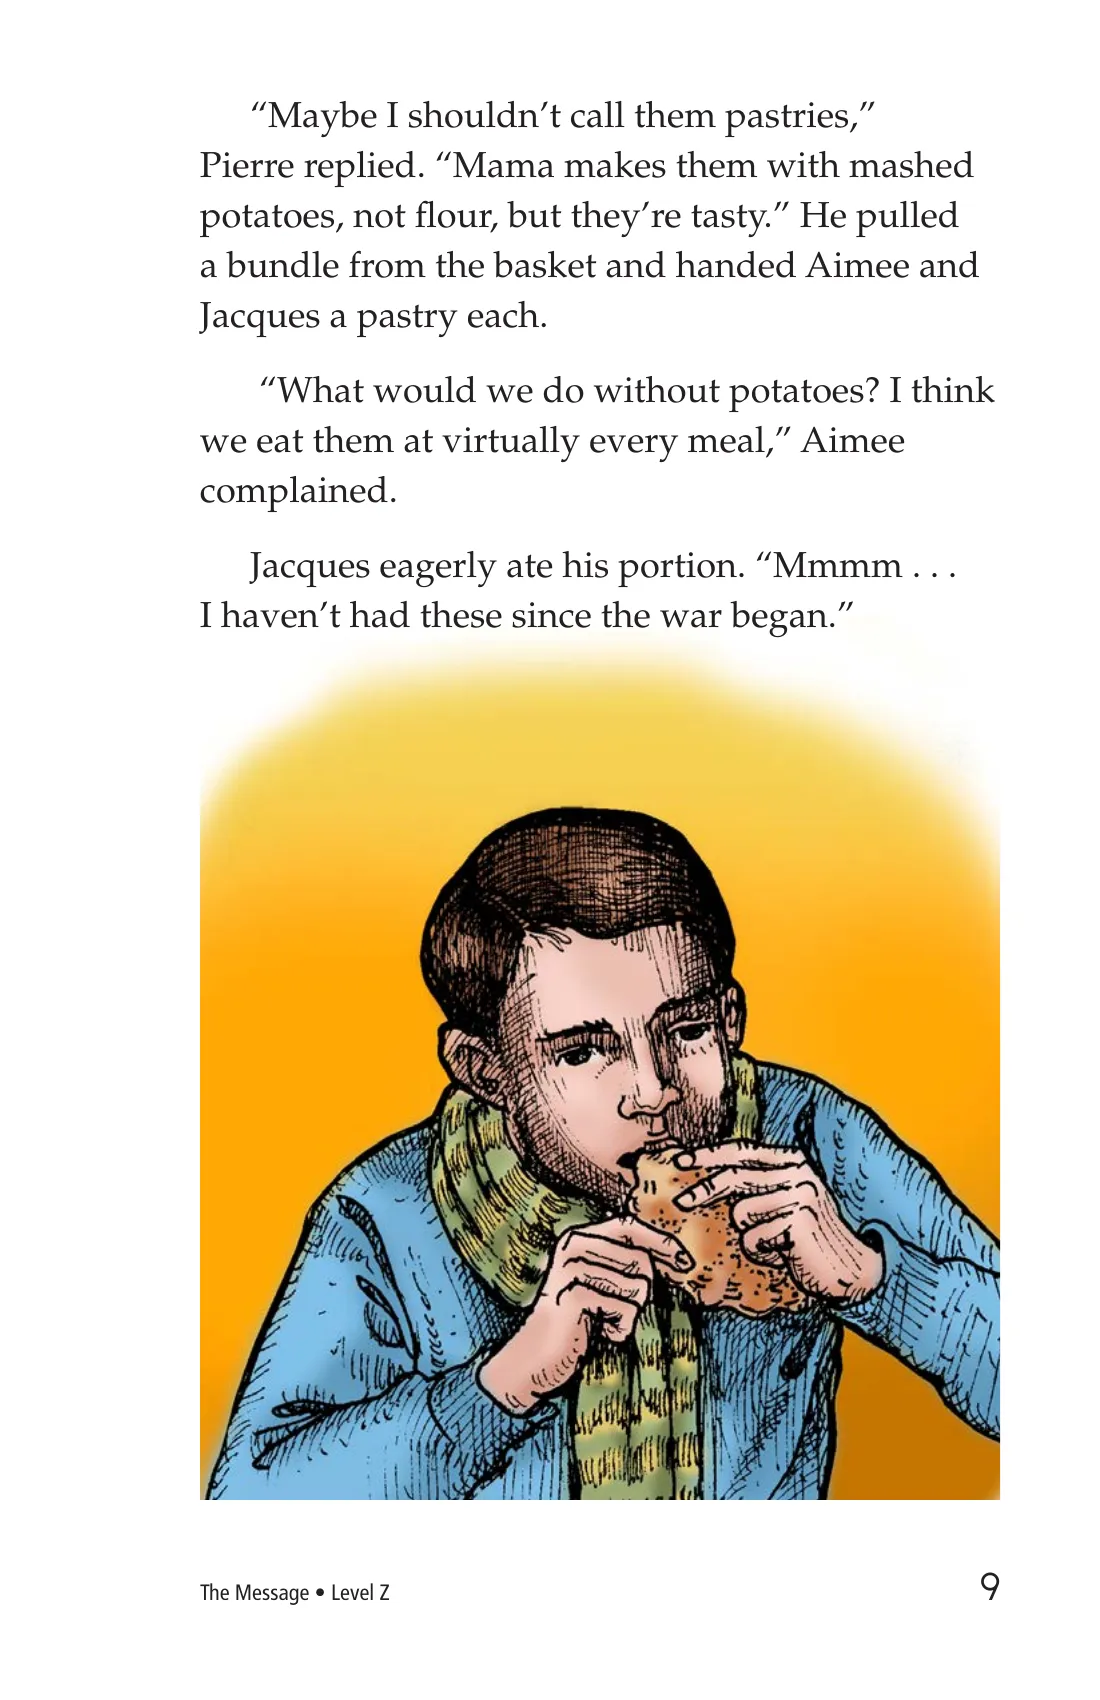 “Maybe I shouldn’t call them pastries,”
Pierre replied. “Mama makes them with mashed
potatoes, not flour, but they’re tasty.” He pulled
a bundle from the basket and handed Aimee and
Jacques a pastry each.
“What would we do without potatoes? I think
we eat them at virtually every meal,” Aimee
complained.
Jacques eagerly ate his portion. “Mmmm . . .
I haven’t had these since the war began.”
The Message • Level Z
9